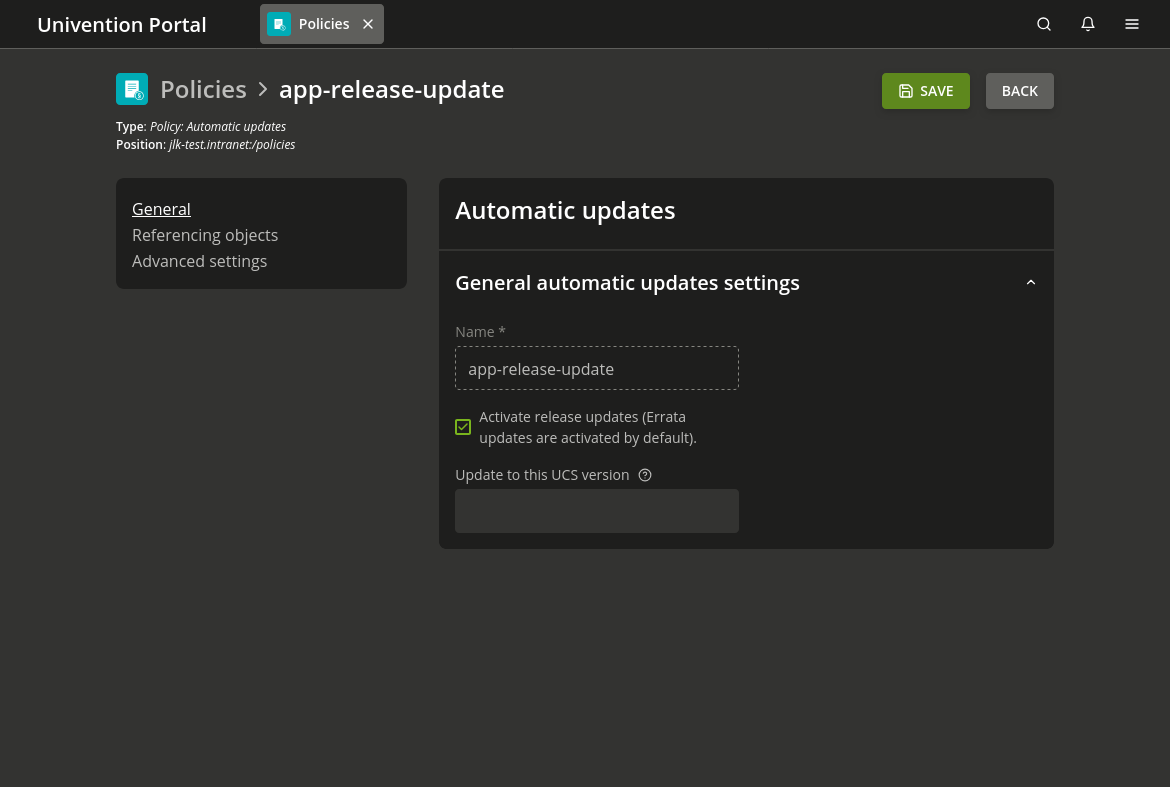 Univention Portal
Policies
Policies > app-release-update
SAVE
BACK
Type: Policy: Automatic updates
Position: jlk-test.intranet:/policies
General
Referencing objects
Advanced settings
Automatic updates
General automatic updates settings
Name *
app-release-update
Activate release updates (Errata
updates are activated by default).
Update to this UCS version